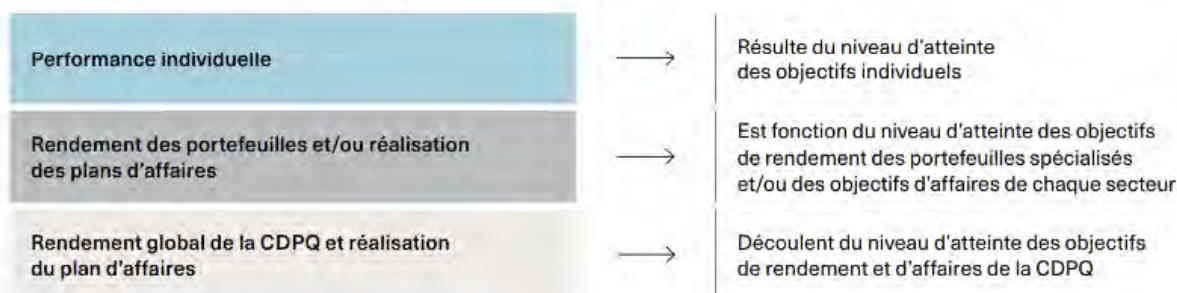 Performance individuelle
Résulte du niveau d'atteinte
des objectifs individuels
Rendement des portefeuilles et/ou réalisation
des plans d'affaires
Est fonction du niveau d'atteinte des objectifs
de rendement des portefeuilles spécialisés
et/ou des objectifs d'affaires de chaque secteur
Rendement global de la CDPQ et réalisation
du plan d'affaires
Découlent du niveau d'atteinte des objectifs
de rendement et d'affaires de la CDPQ